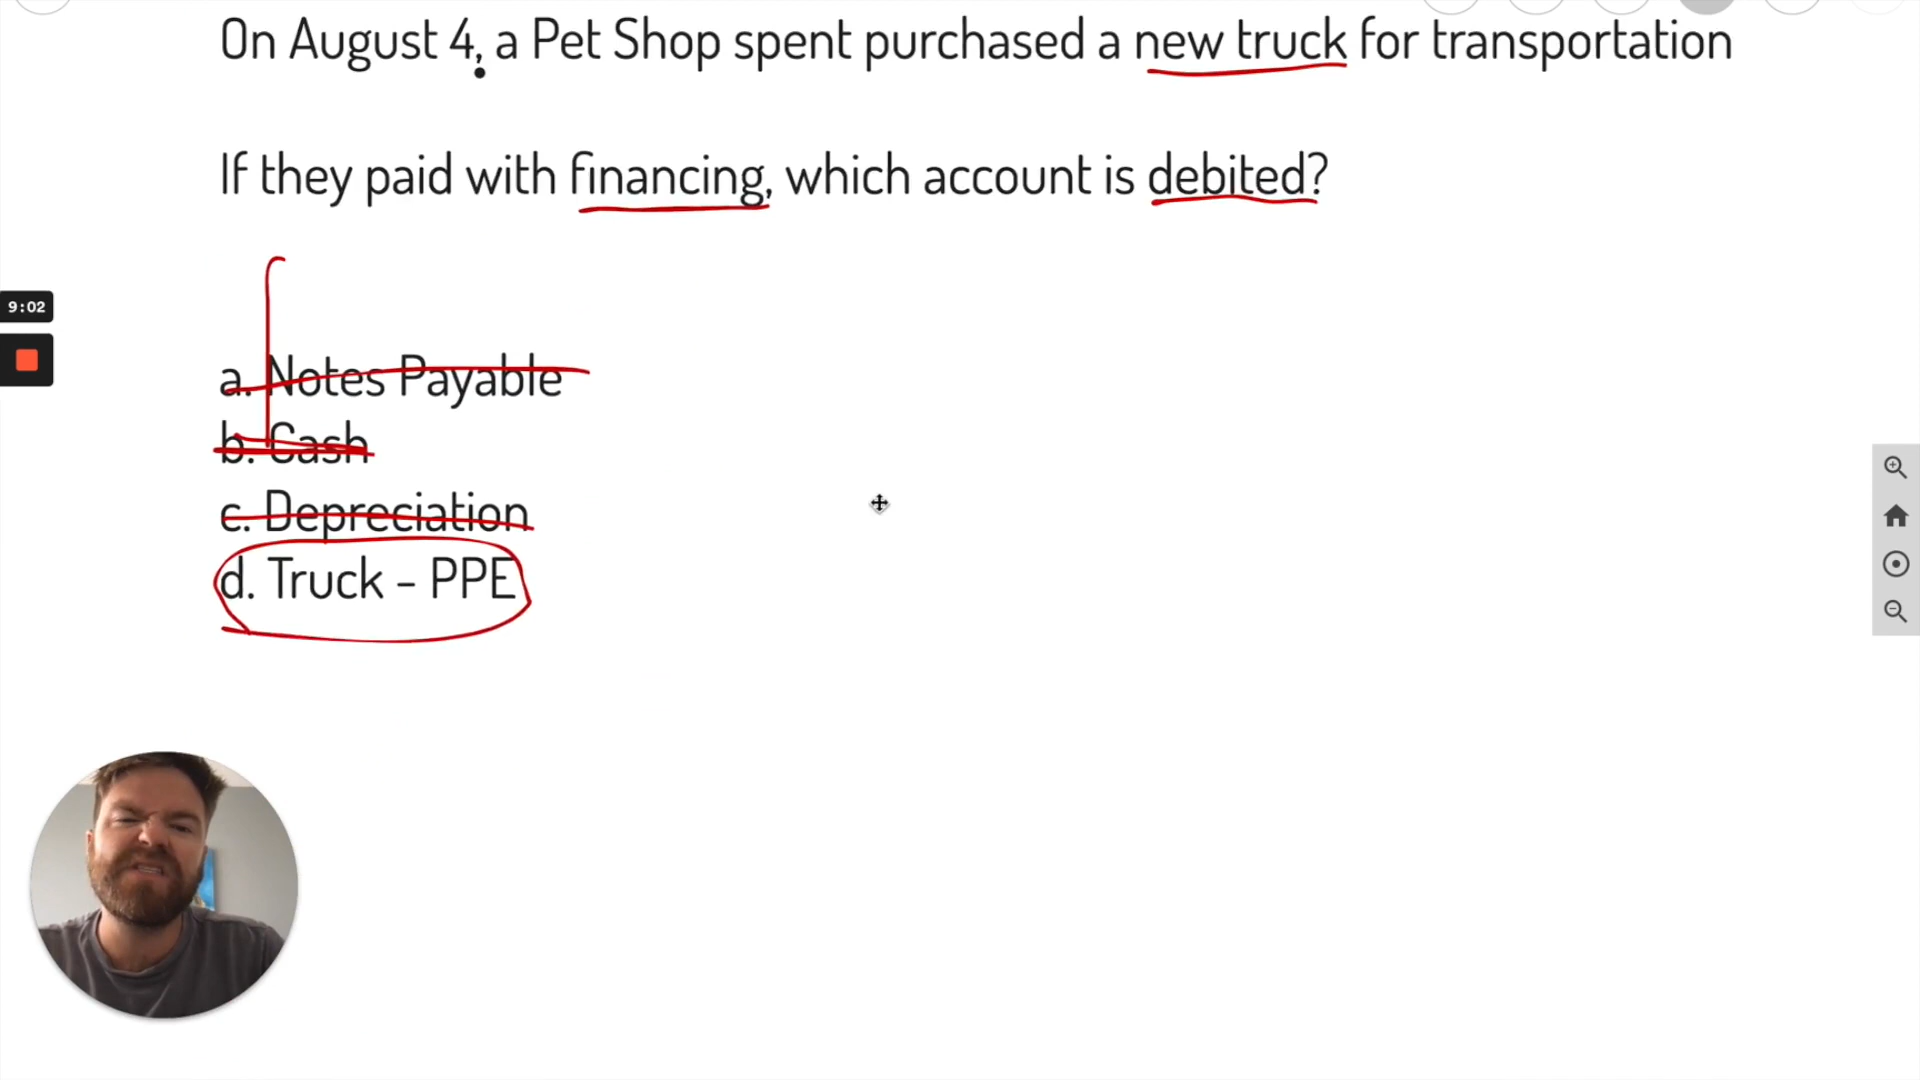 On August 4, a Pet Shop spent purchased a new truck for transportation
If they paid with financing, which account is debited?
9:02
a. Notes Payable
b. Cash
c. Depreciation
d. Truck - PPE